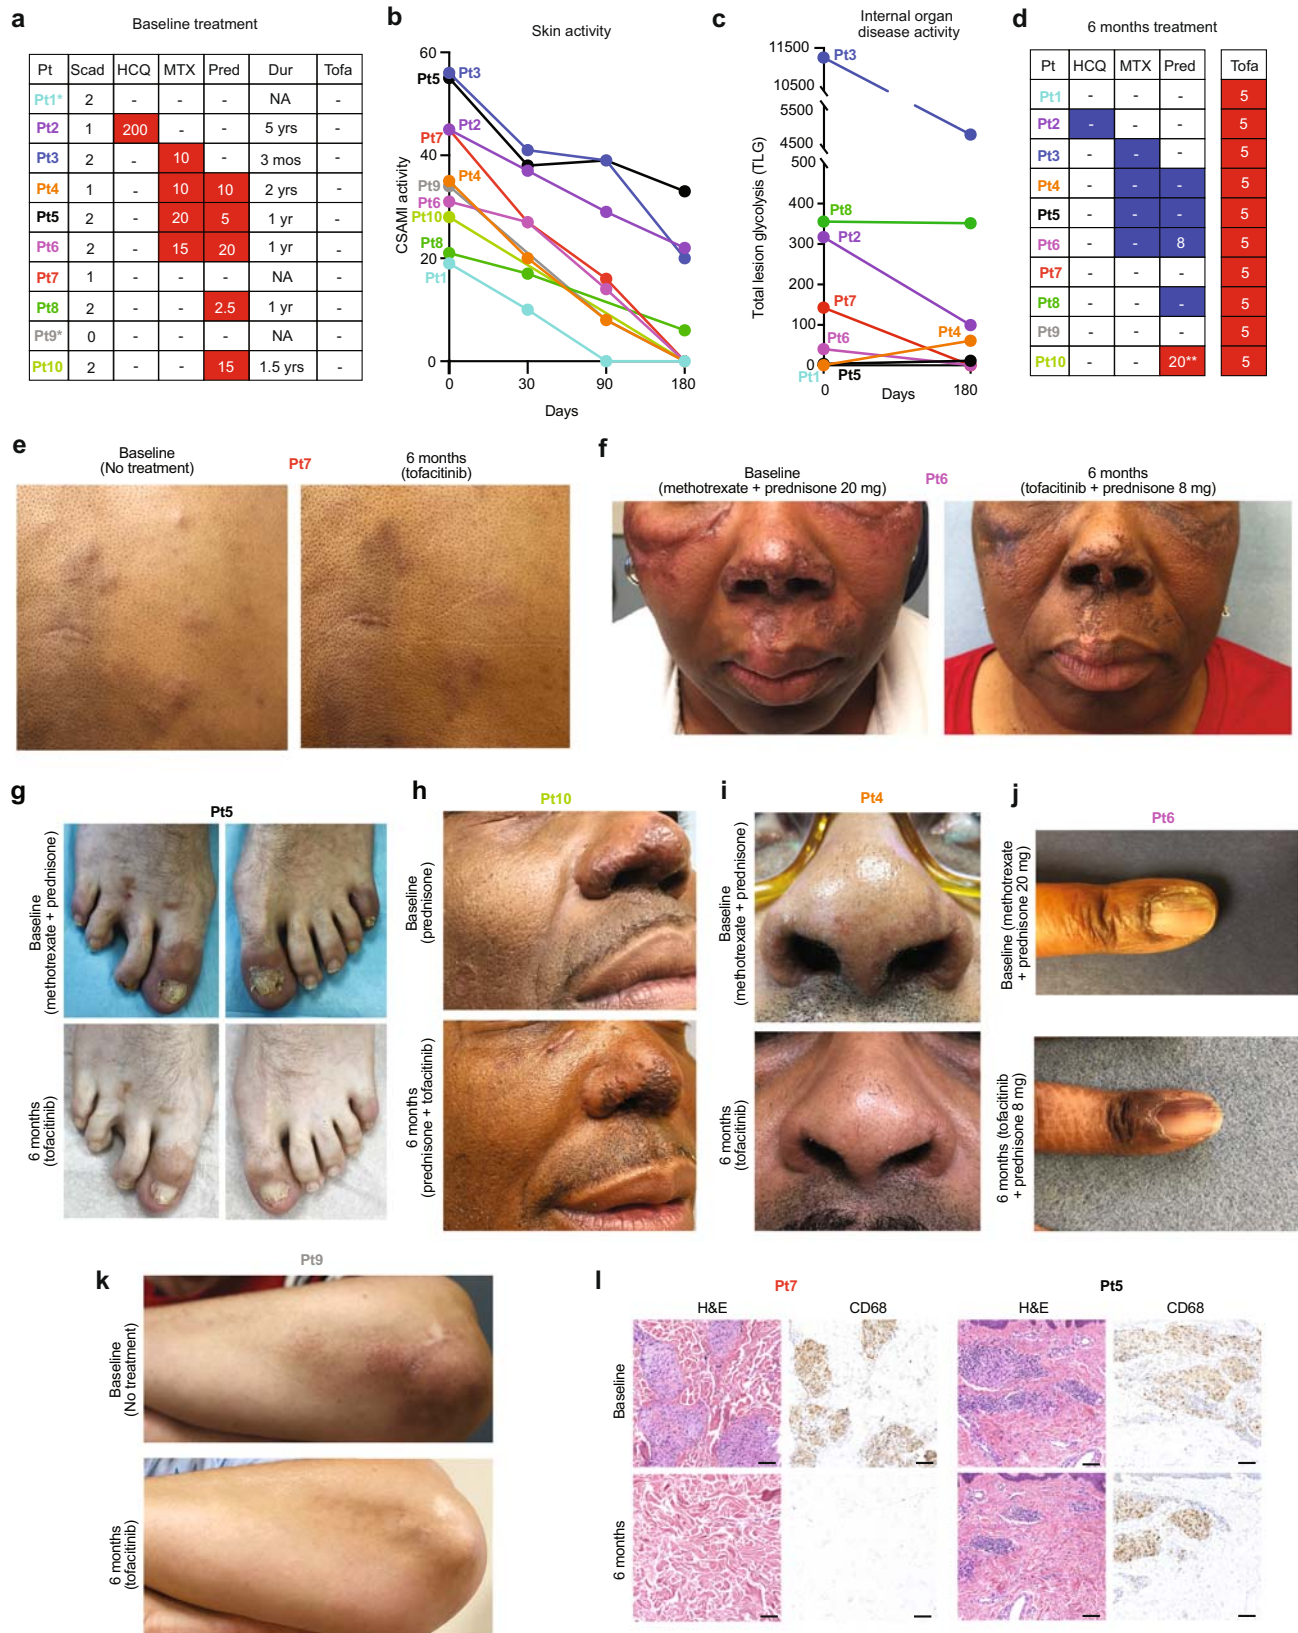 a
Baseline treatment
Pt Scad HCQ MTX Pred Dur Tofa
Pt1* 2 - - - NA -
Pt2 1 200 - - 5 yrs -
Pt3 2 - 10 - 3 mos -
Pt4 1 - 10 10 2 yrs -
Pt5 2 - 20 5 1 yr -
Pt6 2 - 15 20 1 yr -
Pt7 1 - - - NA -
Pt8 2 - - 2.5 1 yr -
Pt9* 0 - - - NA -
Pt10 2 - - 15 1.5 yrs -
b
Skin activity
CSAMI activity
60
40
20
0
Pt5
Pt3
Pt2
Pt7
Pt4
Pt9
Pt6
Pt10
Pt8
Pt1
0 30 90 180
Days
c
Internal organ
disease activity
Total lesion glycolysis (TLG)
11500
10500
5500
4500
500
400
300
200
100
0
Pt3
Pt8
Pt2
Pt7
Pt4
Pt6
Pt1
Pt5
0 180
Days
d
6 months treatment
Pt HCQ MTX Pred Tofa
Pt1 - - - 5
Pt2 - - - 5
Pt3 - - - 5
Pt4 - - - 5
Pt5 - - - 5
Pt6 - - 8 5
Pt7 - - - 5
Pt8 - - - 5
Pt9 - - - 5
Pt10 - - 20** 5
e
Baseline
(No treatment)
Pt7
6 months
(tofacitinib)
f
Baseline
(methotrexate + prednisone 20 mg)
Pt6
6 months
(tofacitinib + prednisone 8 mg)
g
Pt5
Baseline
(methotrexate + prednisone)
6 months
(tofacitinib)
h
Pt10
Baseline
(prednisone)
6 months
(prednisone + tofacitinib)
i
Pt4
Baseline
(methotrexate + prednisone)
6 months
(tofacitinib)
j
Pt6
Baseline (methotrexate
+ prednisone 20 mg)
6 months (tofacitinib
+ prednisone 8 mg)
k
Pt9
Baseline
(No treatment)
6 months
(tofacitinib)
l
Pt7
Pt5
H&E CD68 H&E CD68
Baseline
6 months